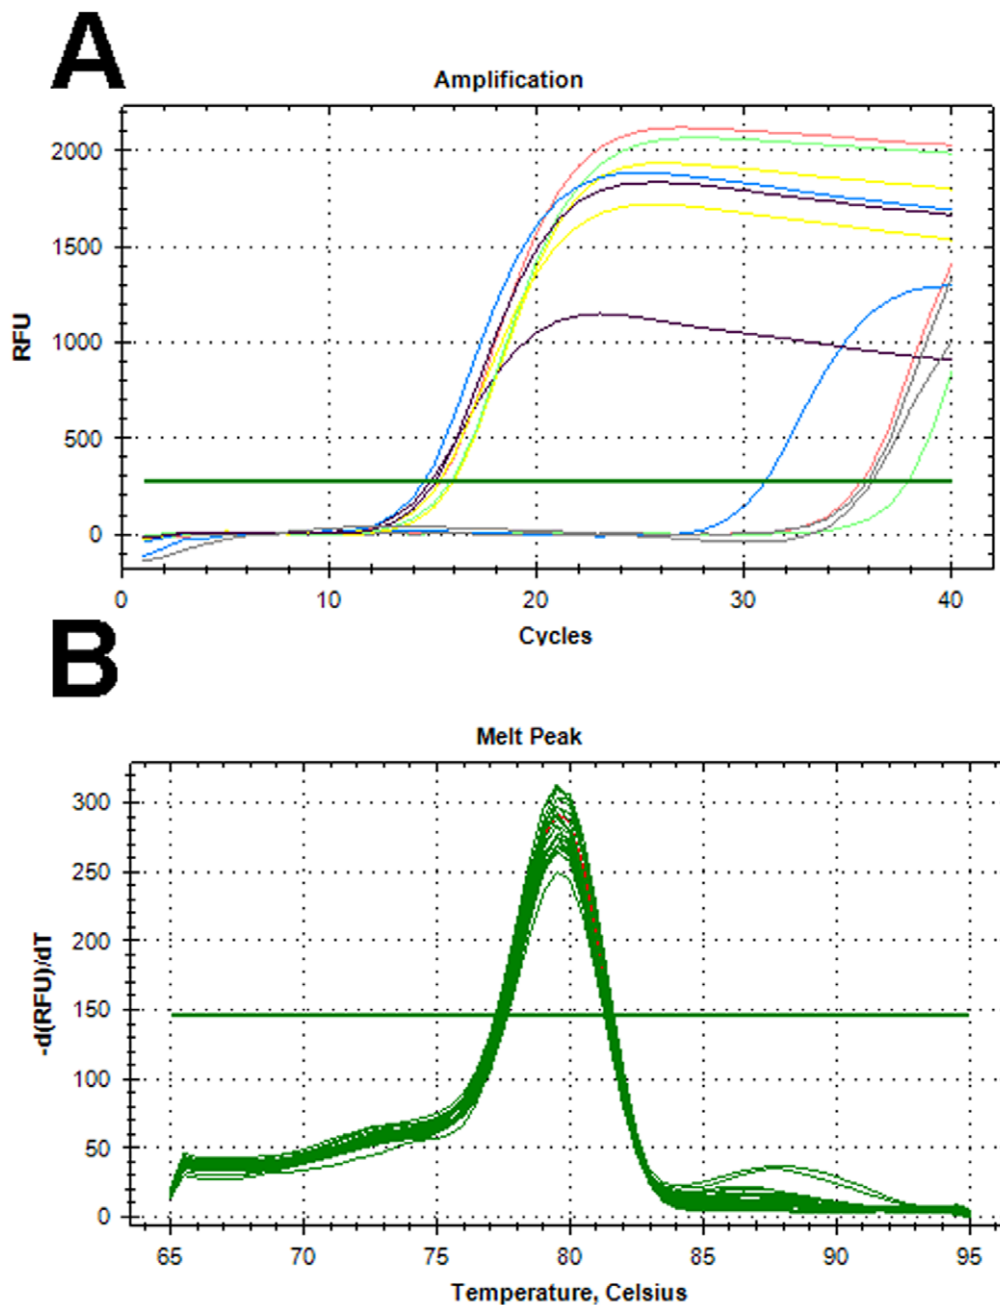 A
Amplification
2000
1500
1000
500
0
RFU
0 10 20 30 40
Cycles
B
Melt Peak
300
250
200
150
100
50
0
-d(RFU)/dT
65 70 75 80 85 90 95
Temperature, Celsius